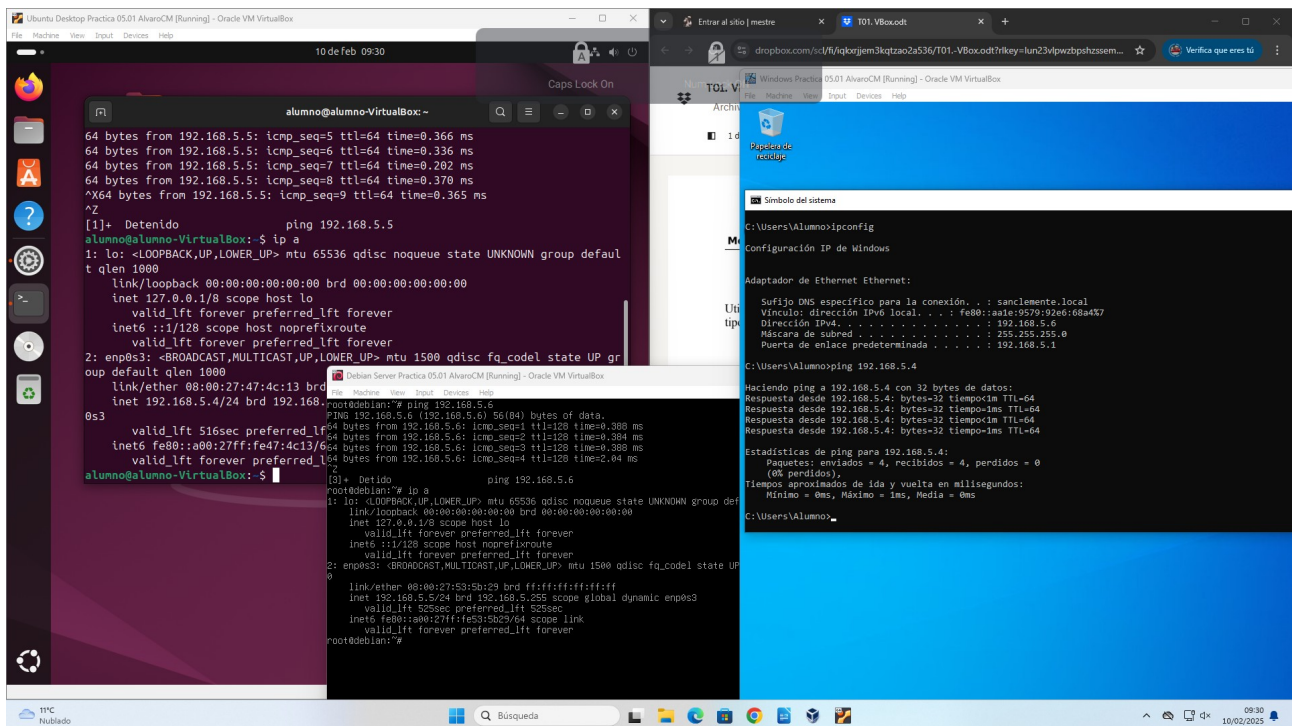 Ubuntu Desktop Practica 05.01 AlvaroCM [Running] - Oracle VM VirtualBox
File Machine View Input Devices Help
10 de feb 09:30
Caps Lock On
alumno@alumno-VirtualBox: ~
64 bytes from 192.168.5.5: icmp_seq=5 ttl=64 time=0.366 ms
64 bytes from 192.168.5.5: icmp_seq=6 ttl=64 time=0.336 ms
64 bytes from 192.168.5.5: icmp_seq=7 ttl=64 time=0.202 ms
64 bytes from 192.168.5.5: icmp_seq=8 ttl=64 time=0.370 ms
^X64 bytes from 192.168.5.5: icmp_seq=9 ttl=64 time=0.365 ms
^Z
[1]+ Detenido ping 192.168.5.5
alumno@alumno-VirtualBox:~$ ip a
1: lo: <LOOPBACK,UP,LOWER_UP> mtu 65536 qdisc noqueue state UNKNOWN group defaul
t qlen 1000
link/loopback 00:00:00:00:00:00 brd 00:00:00:00:00:00
inet 127.0.0.1/8 scope host lo
valid_lft forever preferred_lft forever
inet6 ::1/128 scope host noprefixroute
valid_lft forever preferred_lft forever
2: enp0s3: <BROADCAST,MULTICAST,UP,LOWER_UP> mtu 1500 qdisc fq_codel state UP gr
oup default qlen 1000
link/ether 08:00:27:47:4c:13 brd
inet 192.168.5.4/24 brd 192.168.
0s3
valid_lft 516sec preferred_lf
inet6 fe80::a00:27ff:fe47:4c13/6
valid_lft forever preferred_l
alumno@alumno-VirtualBox:~$
Debian Server Practica 05.01 AlvaroCM [Running] - Oracle VM VirtualBox
File Machine View Input Devices Help
root@debian:~# ping 192.168.5.6
PING 192.168.5.6 (192.168.5.6) 56(84) bytes of data.
64 bytes from 192.168.5.6: icmp_seq=1 ttl=128 time=0.388 ms
64 bytes from 192.168.5.6: icmp_seq=2 ttl=128 time=0.384 ms
64 bytes from 192.168.5.6: icmp_seq=3 ttl=128 time=0.388 ms
64 bytes from 192.168.5.6: icmp_seq=4 ttl=128 time=2.04 ms
^Z
[3]+ Detido ping 192.168.5.6
root@debian:~# ip a
1: lo: <LOOPBACK,UP,LOWER_UP> mtu 65536 qdisc noqueue state UNKNOWN group def
link/loopback 00:00:00:00:00:00 brd 00:00:00:00:00:00
inet 127.0.0.1/8 scope host lo
valid_lft forever preferred_lft forever
inet6 ::1/128 scope host noprefixroute
valid_lft forever preferred_lft forever
2: enp0s3: <BROADCAST,MULTICAST,UP,LOWER_UP> mtu 1500 qdisc fq_codel state UP
0
link/ether 08:00:27:53:5b:29 brd ff:ff:ff:ff:ff:ff
inet 192.168.5.5/24 brd 192.168.5.255 scope global dynamic enp0s3
valid_lft 525sec preferred_lft 525sec
inet6 fe80::a00:27ff:fe53:5b29/64 scope link
valid_lft forever preferred_lft forever
root@debian:~#
Entrar al sitio | mestre
T01. VBox.odt
dropbox.com/scl/fi/iqkxrjjem3kqtzao2a536/T01.-VBox.odt?rlkey=lun23vlpwzbpshzssem...
Verifica que eres tú
T01. V
Archiv
1 d
Mo
Uti
tipo
Windows Practica 05.01 AlvaroCM [Running] - Oracle VM VirtualBox
File Machine View Input Devices Help
Papelera de
reciclaje
Símbolo del sistema
C:\Users\Alumno>ipconfig
Configuración IP de Windows
Adaptador de Ethernet Ethernet:
Sufijo DNS específico para la conexión. . : sanclemente.local
Vínculo: dirección IPv6 local. . . : fe80::aa1e:9579:92e6:68a4%7
Dirección IPv4. . . . . . . . . . . . . . : 192.168.5.6
Máscara de subred . . . . . . . . . . . . : 255.255.255.0
Puerta de enlace predeterminada . . . . . : 192.168.5.1
C:\Users\Alumno>ping 192.168.5.4
Haciendo ping a 192.168.5.4 con 32 bytes de datos:
Respuesta desde 192.168.5.4: bytes=32 tiempo<1m TTL=64
Respuesta desde 192.168.5.4: bytes=32 tiempo=1ms TTL=64
Respuesta desde 192.168.5.4: bytes=32 tiempo<1m TTL=64
Respuesta desde 192.168.5.4: bytes=32 tiempo=1ms TTL=64
Estadísticas de ping para 192.168.5.4:
Paquetes: enviados = 4, recibidos = 4, perdidos = 0
(0% perdidos),
Tiempos aproximados de ida y vuelta en milisegundos:
Mínimo = 0ms, Máximo = 1ms, Media = 0ms
C:\Users\Alumno>
11°C
Nublado
Búsqueda
09:30
10/02/2025